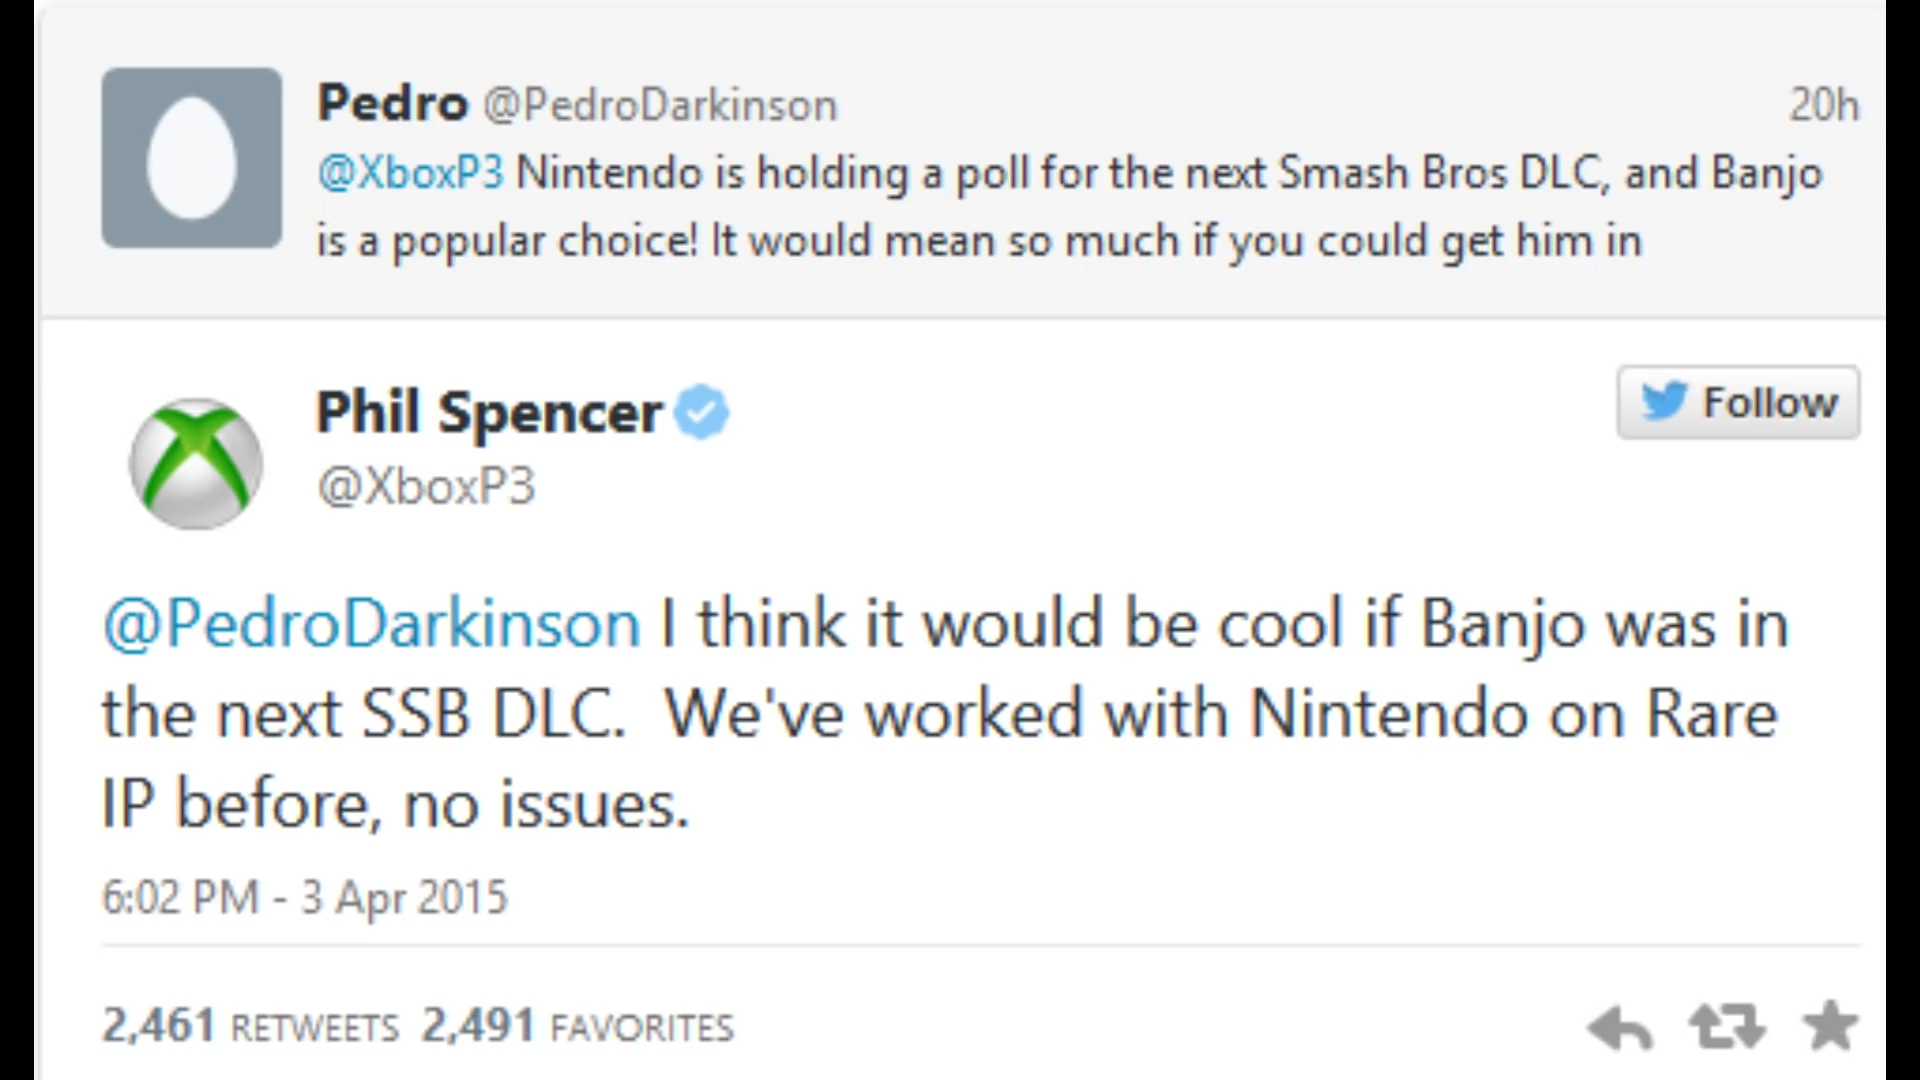 Pedro @PedroDarkinson 20h
@XboxP3 Nintendo is holding a poll for the next Smash Bros DLC, and Banjo
is a popular choice! It would mean so much if you could get him in
Phil Spencer
Follow
@XboxP3
@PedroDarkinson I think it would be cool if Banjo was in
the next SSB DLC.  We've worked with Nintendo on Rare
IP before, no issues.
6:02 PM - 3 Apr 2015
2,461 RETWEETS 2,491 FAVORITES